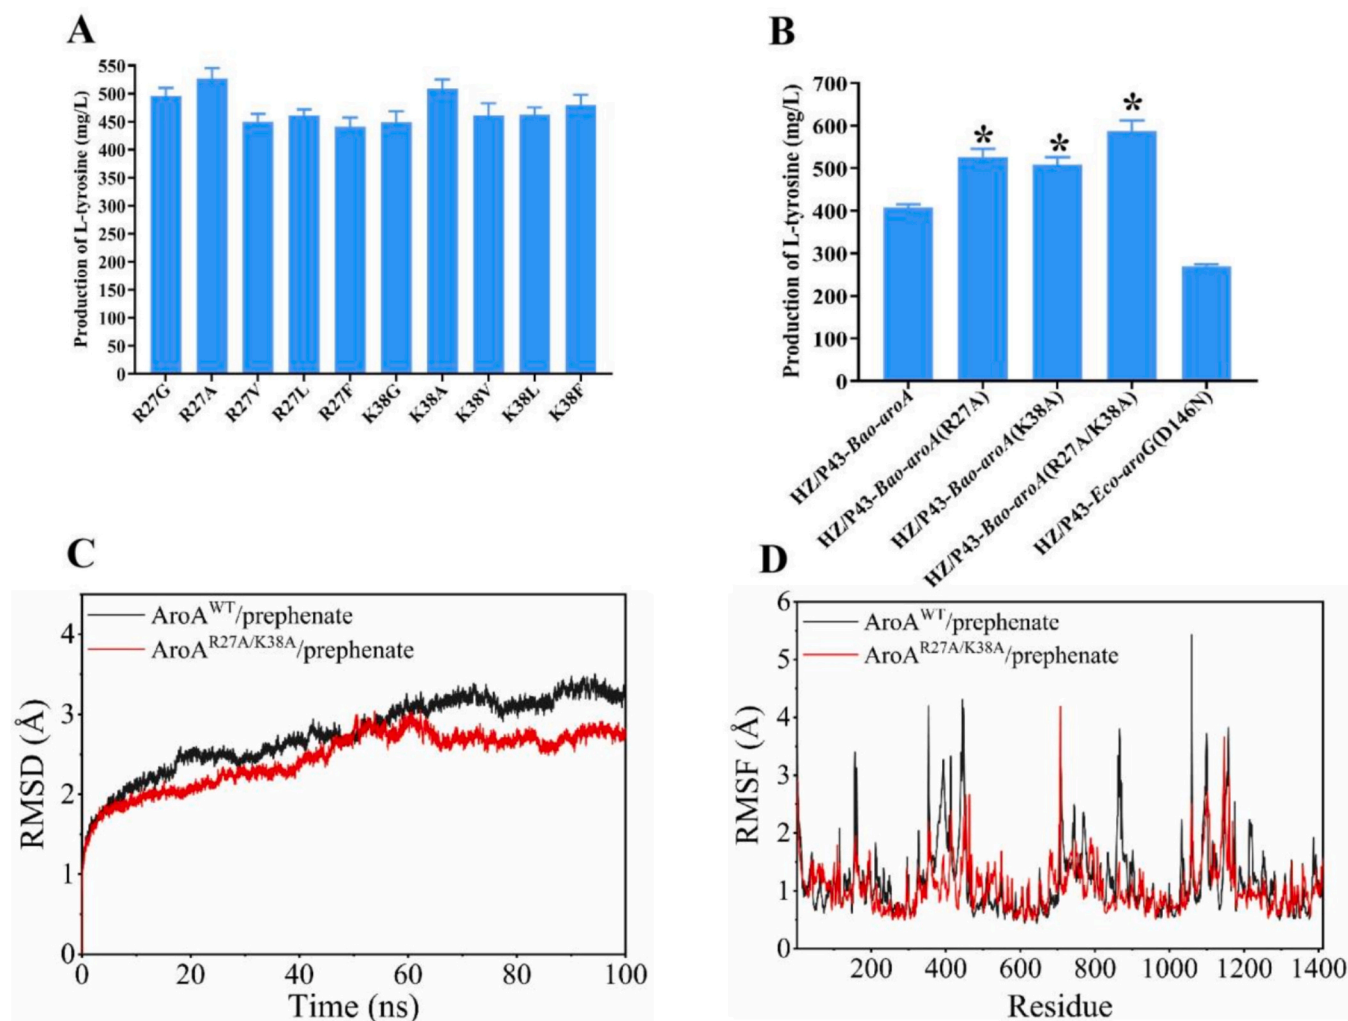 A
Production of L-tyrosine (mg/L)
550
500
450
400
350
300
250
200
150
100
50
0
R27G
R27A
R27V
R27L
R27F
K38G
K38A
K38V
K38L
K38F
B
Production of L-tyrosine (mg/L)
700
600
500
400
300
200
100
0
*
*
*
HZ/P43-Bao-aroA
HZ/P43-Bao-aroA(R27A)
HZ/P43-Bao-aroA(K38A)
HZ/P43-Bao-aroA(R27A/K38A)
HZ/P43-Eco-aroG(D146N)
C
AroA^WT/prephenate
AroA^R27A/K38A/prephenate
RMSD (Å)
4
3
2
1
0
0 20 40 60 80 100
Time (ns)
D
AroA^WT/prephenate
AroA^R27A/K38A/prephenate
RMSF (Å)
6
5
4
3
2
1
0
200 400 600 800 1000 1200 1400
Residue